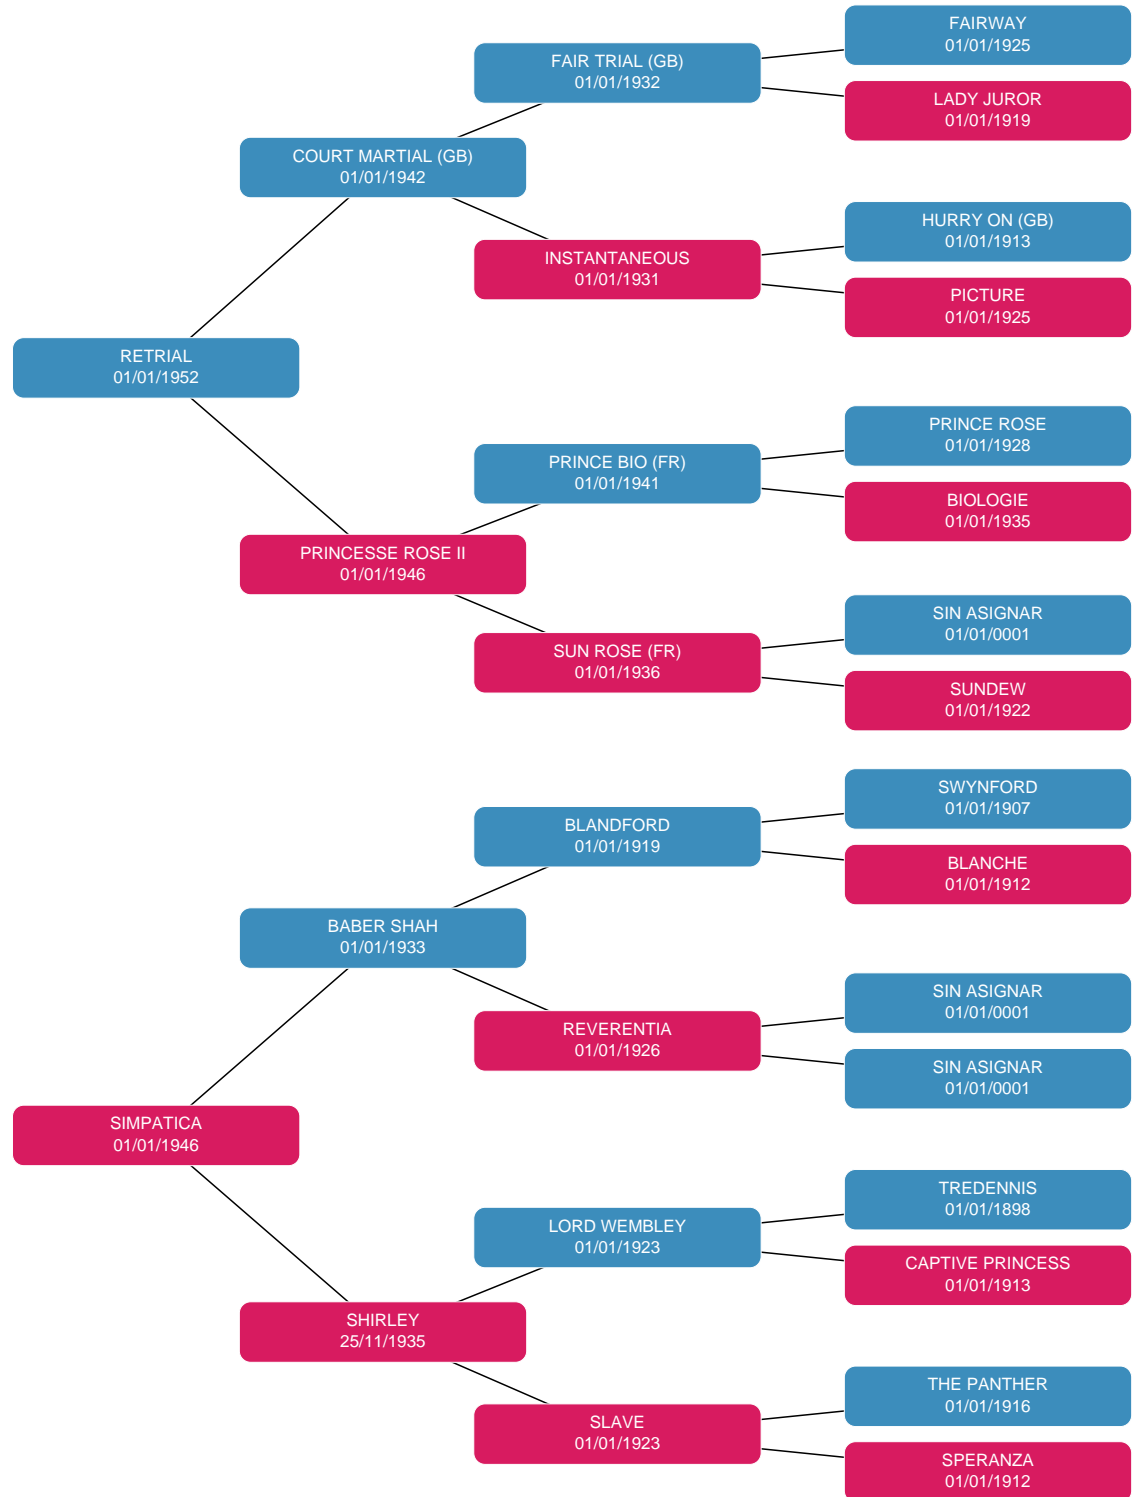 FAIRWAY
01/01/1925
FAIR TRIAL (GB)
01/01/1932
LADY JUROR
01/01/1919
COURT MARTIAL (GB)
01/01/1942
HURRY ON (GB)
01/01/1913
INSTANTANEOUS
01/01/1931
PICTURE
01/01/1925
RETRIAL
01/01/1952
PRINCE ROSE
01/01/1928
PRINCE BIO (FR)
01/01/1941
BIOLOGIE
01/01/1935
PRINCESSE ROSE II
01/01/1946
SIN ASIGNAR
01/01/0001
SUN ROSE (FR)
01/01/1936
SUNDEW
01/01/1922
SWYNFORD
01/01/1907
BLANDFORD
01/01/1919
BLANCHE
01/01/1912
BABER SHAH
01/01/1933
SIN ASIGNAR
01/01/0001
REVERENTIA
01/01/1926
SIN ASIGNAR
01/01/0001
SIMPATICA
01/01/1946
TREDENNIS
01/01/1898
LORD WEMBLEY
01/01/1923
CAPTIVE PRINCESS
01/01/1913
SHIRLEY
25/11/1935
THE PANTHER
01/01/1916
SLAVE
01/01/1923
SPERANZA
01/01/1912